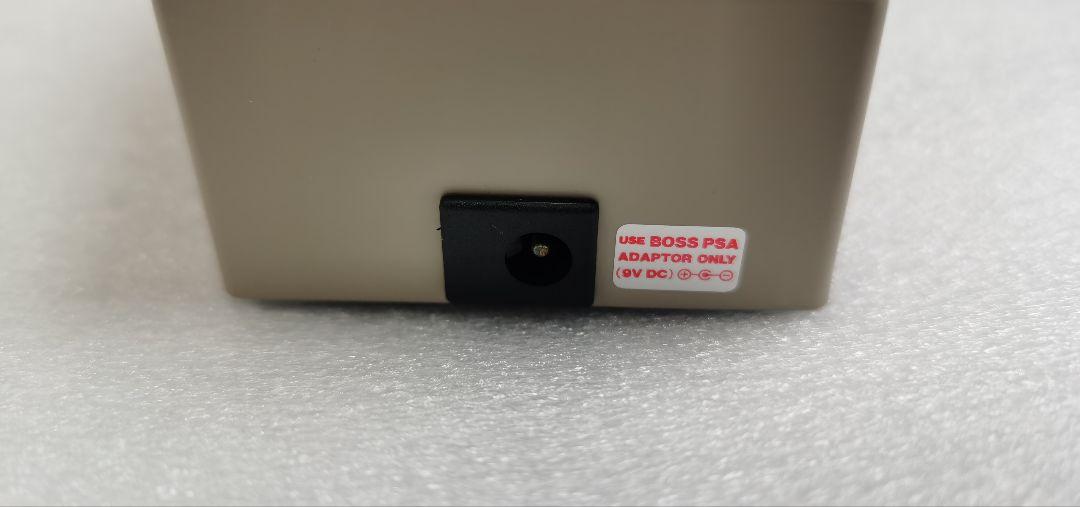 USE BOSS PSA
ADAPTOR ONLY
(9V DC) ⊕-⊂•-⊖